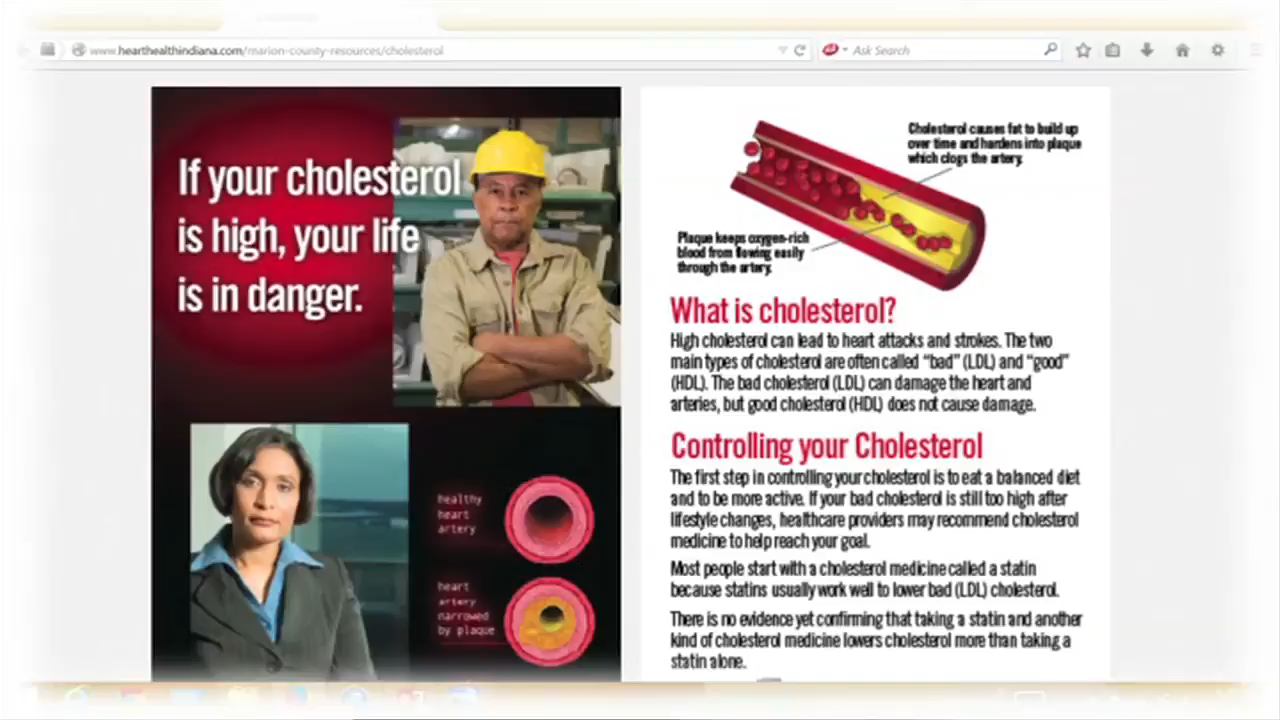 www.hearthealthindiana.com/marion-county-resources/cholesterol
Ask Search
If your cholesterol
is high, your life
is in danger.
healthy
heart
artery
heart
artery
narrowed
by plaque
Cholesterol causes fat to build up
over time and hardens into plaque
which clogs the artery.
Plaque keeps oxygen-rich
blood from flowing easily
through the artery.
What is cholesterol?
High cholesterol can lead to heart attacks and strokes. The two
main types of cholesterol are often called “bad” (LDL) and “good”
(HDL). The bad cholesterol (LDL) can damage the heart and
arteries, but good cholesterol (HDL) does not cause damage.
Controlling your Cholesterol
The first step in controlling your cholesterol is to eat a balanced diet
and to be more active. If your bad cholesterol is still too high after
lifestyle changes, healthcare providers may recommend cholesterol
medicine to help reach your goal.
Most people start with a cholesterol medicine called a statin
because statins usually work well to lower bad (LDL) cholesterol.
There is no evidence yet confirming that taking a statin and another
kind of cholesterol medicine lowers cholesterol more than taking a
statin alone.